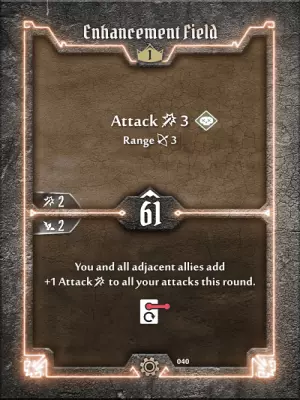 Enhancement Field
1
Attack 3
Range 3
2
61
2
You and all adjacent allies add
+1 Attack to all your attacks this round.
040